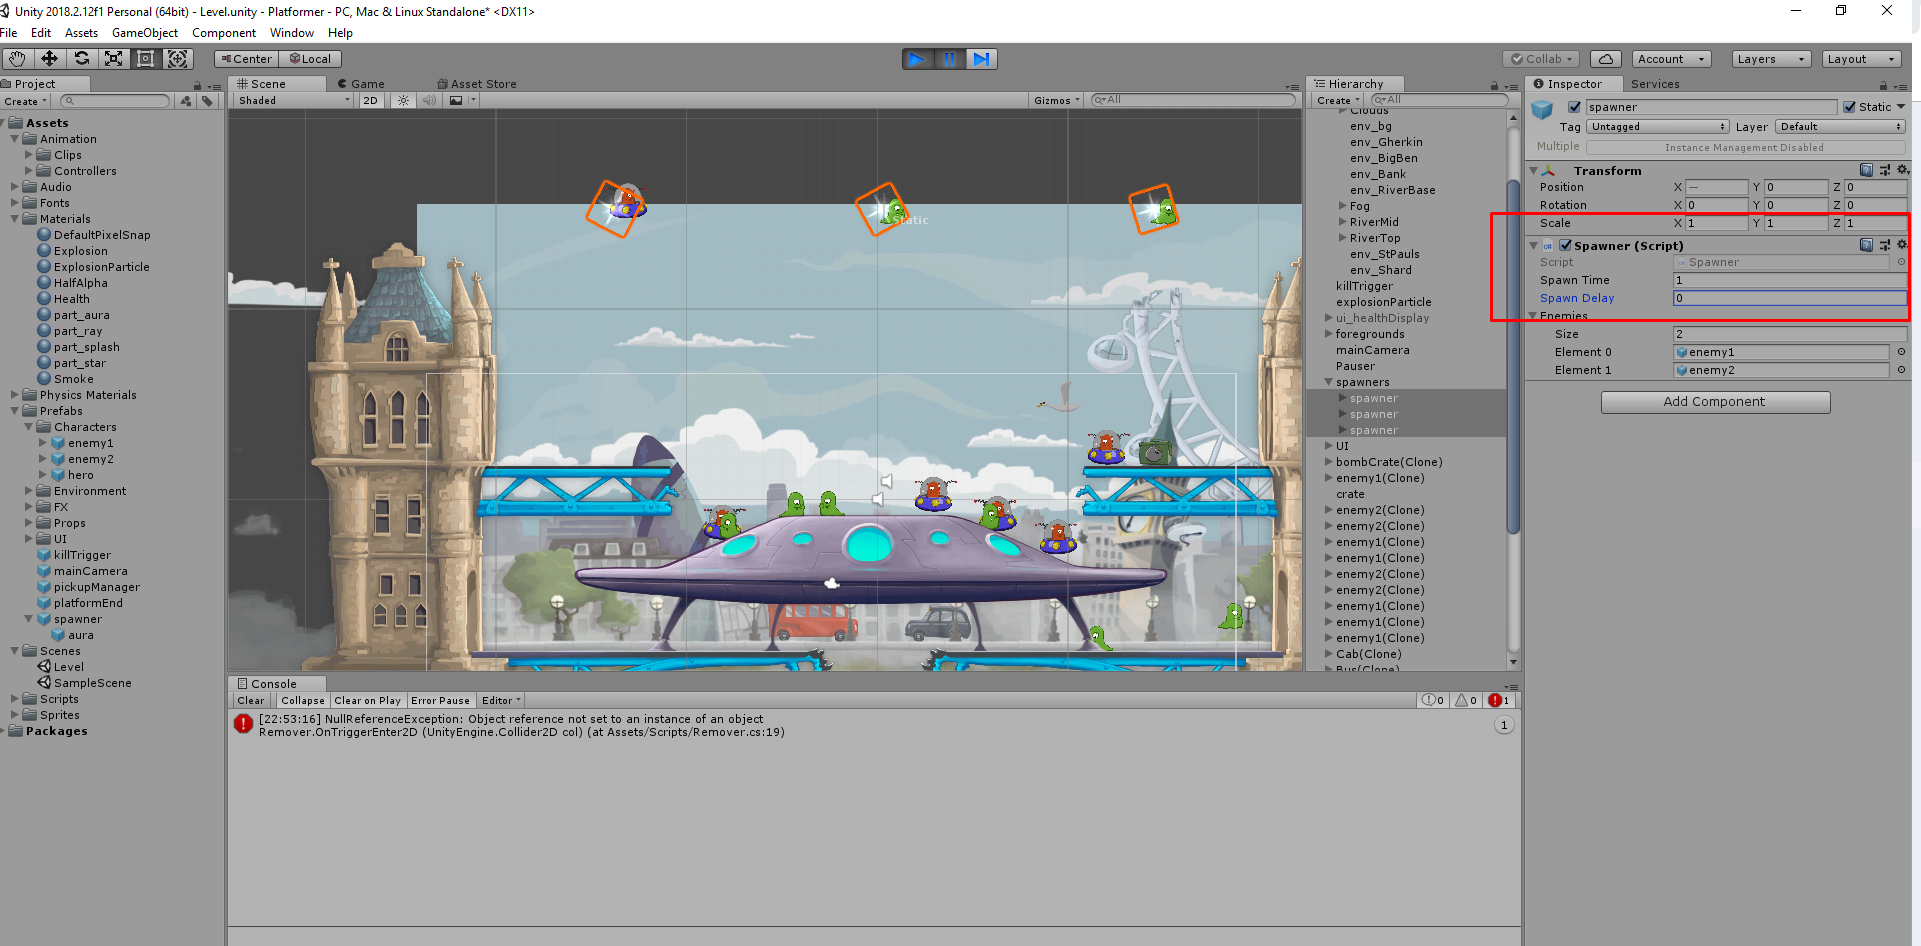 Unity 2018.2.12f1 Personal (64bit) - Level.unity - Platformer - PC, Mac & Linux Standalone* <DX11>
File Edit Assets GameObject Component Window Help
Center Local
Collab Account Layers Layout
Project
Create
Assets
Animation
Clips
Controllers
Audio
Fonts
Materials
DefaultPixelSnap
Explosion
ExplosionParticle
HalfAlpha
Health
part_aura
part_ray
part_splash
part_star
Smoke
Physics Materials
Prefabs
Characters
enemy1
enemy2
hero
Environment
FX
Props
UI
killTrigger
mainCamera
pickupManager
platformEnd
spawner
aura
Scenes
Level
SampleScene
Scripts
Sprites
Packages
Scene Game Asset Store
Shaded 2D Gizmos All
Static
Console
Clear Collapse Clear on Play Error Pause Editor 0 0 1
[22:53:16] NullReferenceException: Object reference not set to an instance of an object
Remover.OnTriggerEnter2D (UnityEngine.Collider2D col) (at Assets/Scripts/Remover.cs:19)
1
Hierarchy
Create All
Clouds
env_bg
env_Gherkin
env_BigBen
env_Bank
env_RiverBase
Fog
RiverMid
RiverTop
env_StPauls
env_Shard
killTrigger
explosionParticle
ui_healthDisplay
foregrounds
mainCamera
Pauser
spawners
spawner
spawner
spawner
UI
bombCrate(Clone)
enemy1(Clone)
crate
enemy2(Clone)
enemy2(Clone)
enemy1(Clone)
enemy1(Clone)
enemy2(Clone)
enemy2(Clone)
enemy1(Clone)
enemy1(Clone)
enemy1(Clone)
Cab(Clone)
Bus(Clone)
Inspector Services
spawner Static
Tag Untagged Layer Default
Multiple Instance Management Disabled
Transform
Position X — Y 0 Z 0
Rotation X 0 Y 0 Z 0
Scale X 1 Y 1 Z 1
Spawner (Script)
Script Spawner
Spawn Time 1
Spawn Delay 0
Enemies
Size 2
Element 0 enemy1
Element 1 enemy2
Add Component